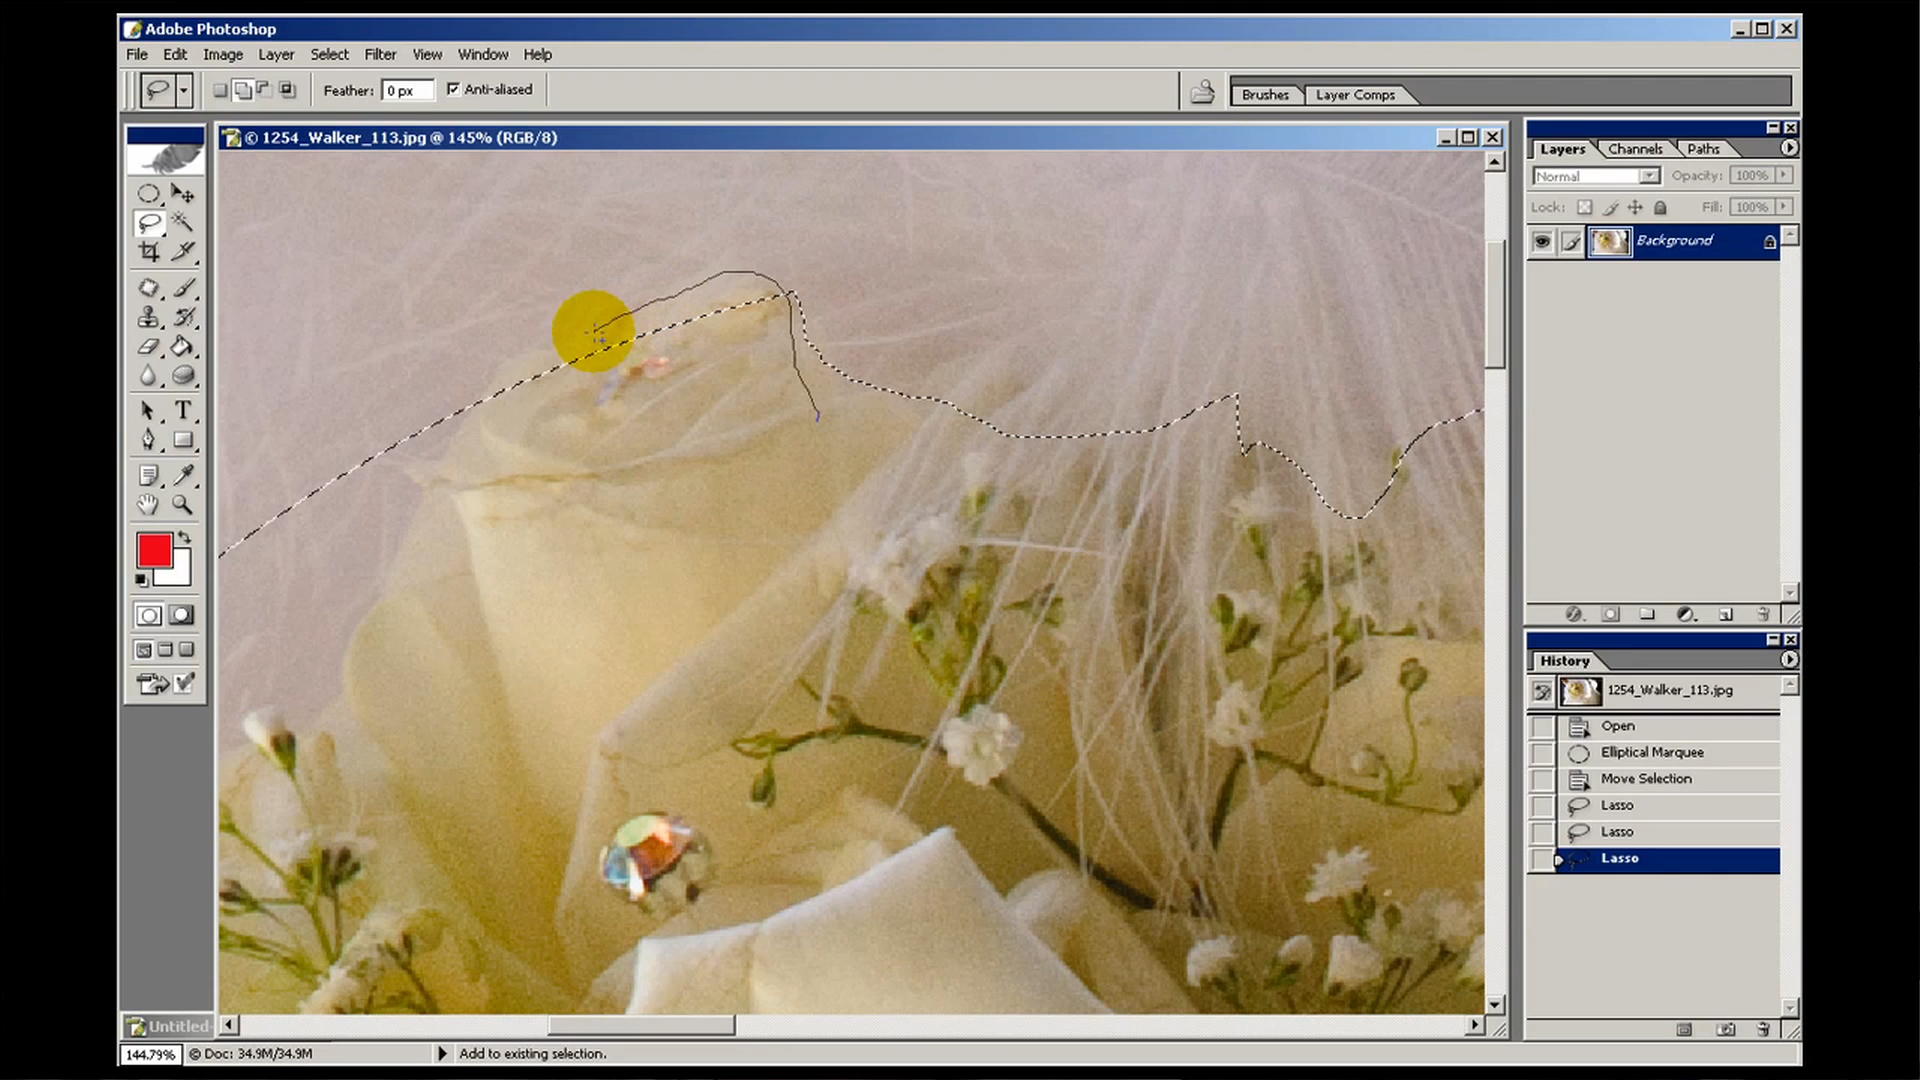 Adobe Photoshop
File Edit Image Layer Select Filter View Window Help
Feather: 0 px Anti-aliased
Brushes Layer Comps
© 1254_Walker_113.jpg @ 145% (RGB/8)
Layers Channels Paths
Normal Opacity: 100%
Lock: Fill: 100%
Background
T
History
1254_Walker_113.jpg
Open
Elliptical Marquee
Move Selection
Lasso
Lasso
Lasso
Untitled-
144.79% © Doc: 34.9M/34.9M Add to existing selection.